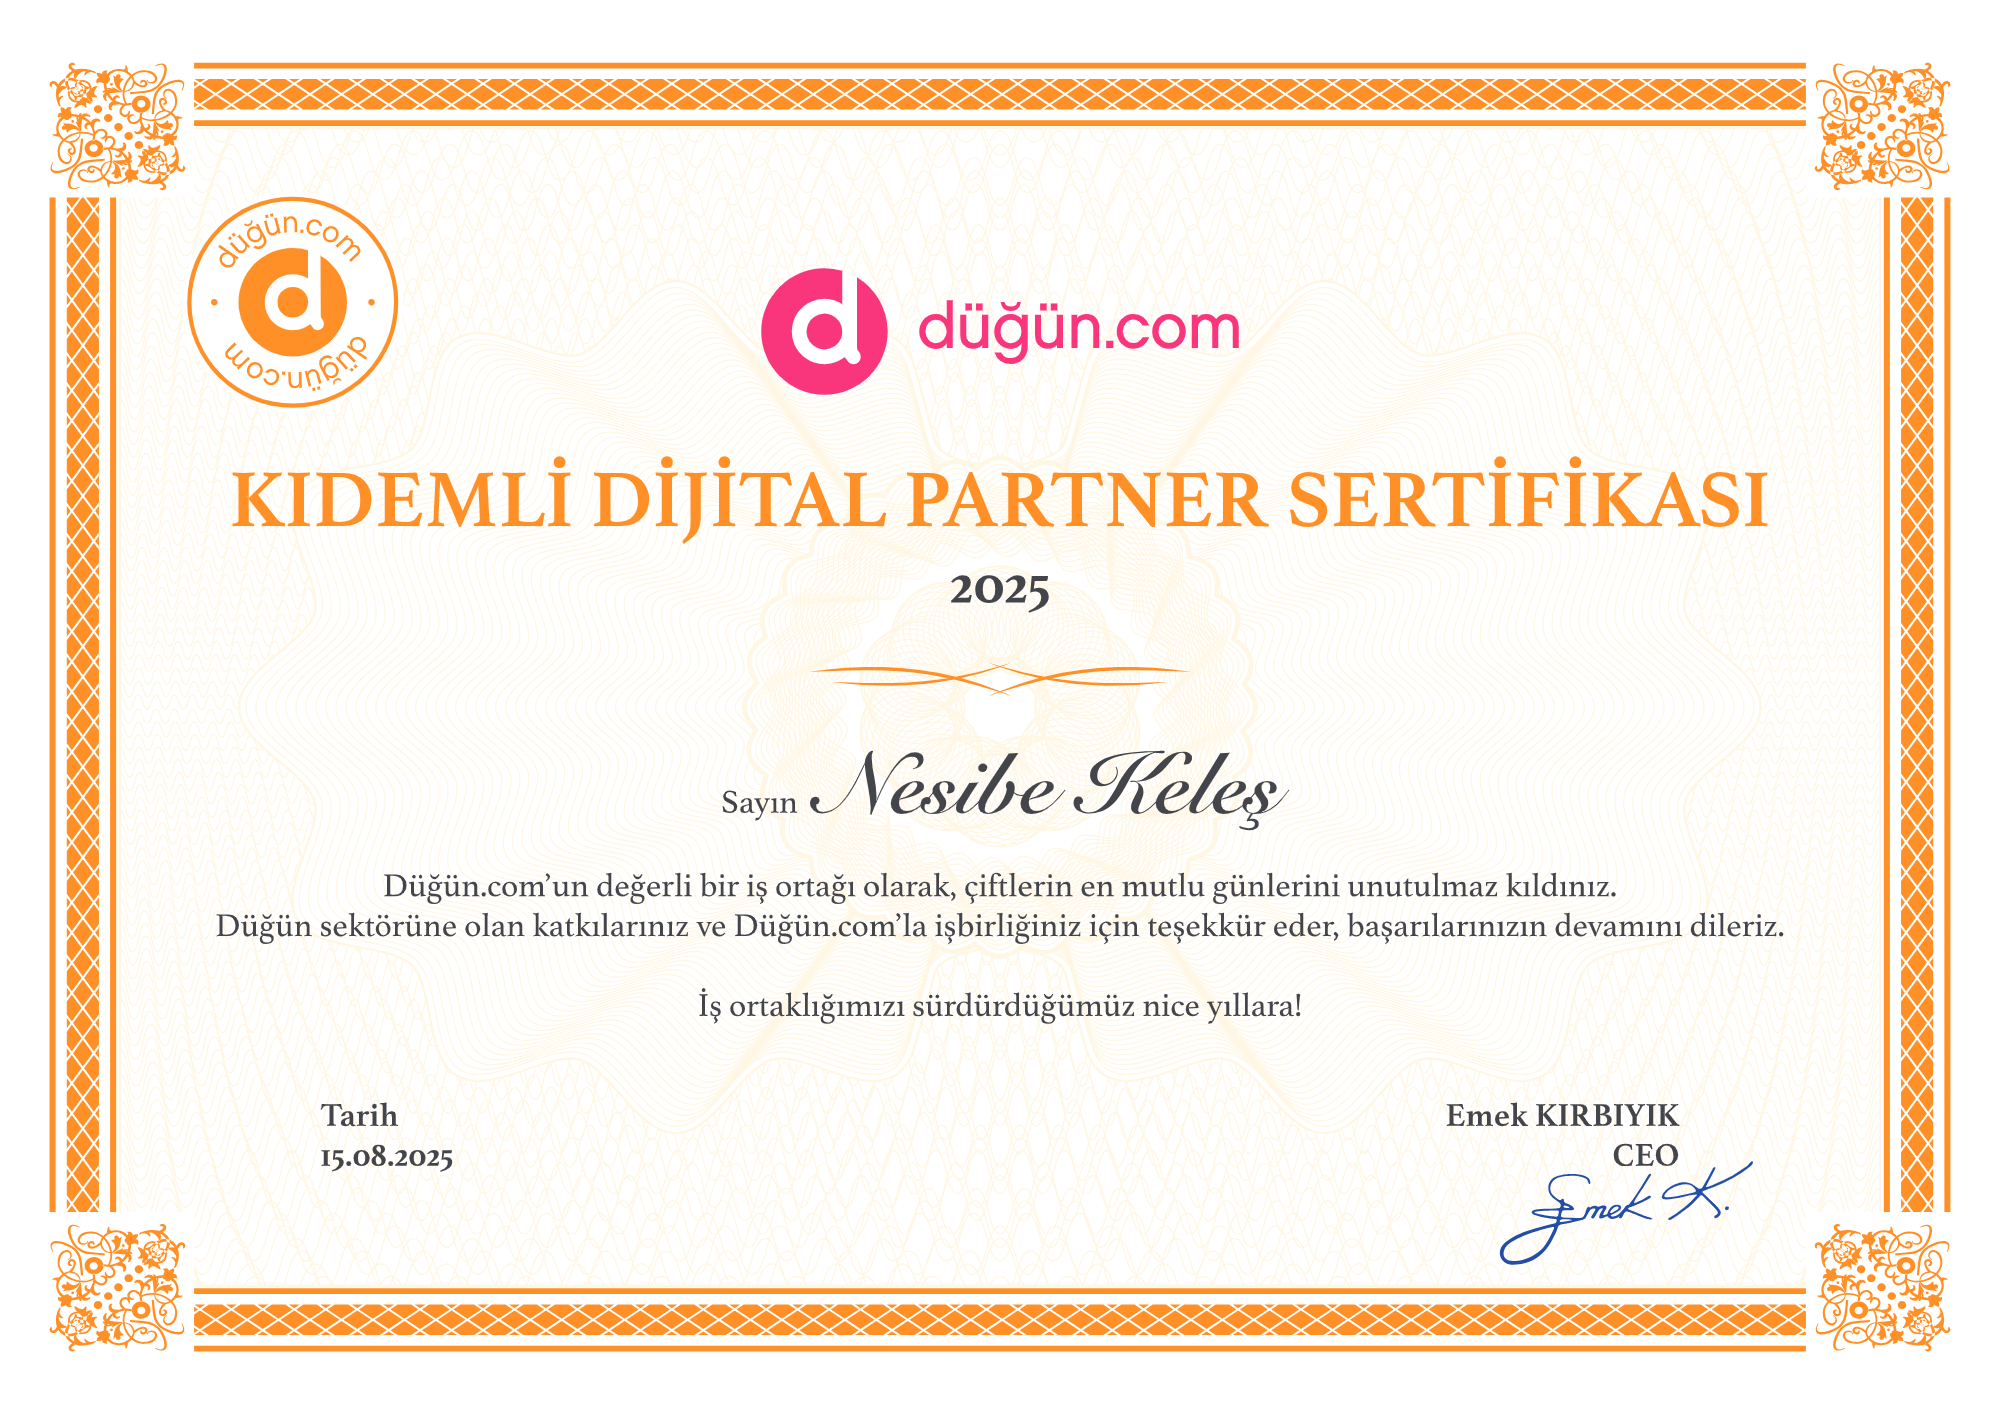 düğün.com
düğün.com
düğün.com
KIDEMLİ DİJİTAL PARTNER SERTİFİKASI
2025
Sayın Nesibe Keleş
Düğün.com’un değerli bir iş ortağı olarak, çiftlerin en mutlu günlerini unutulmaz kıldınız.
Düğün sektörüne olan katkılarınız ve Düğün.com’la işbirliğiniz için teşekkür eder, başarılarınızın devamını dileriz.
İş ortaklığımızı sürdürdüğümüz nice yıllara!
Tarih
15.08.2025
Emek KIRBIYIK
CEO
Emek K.